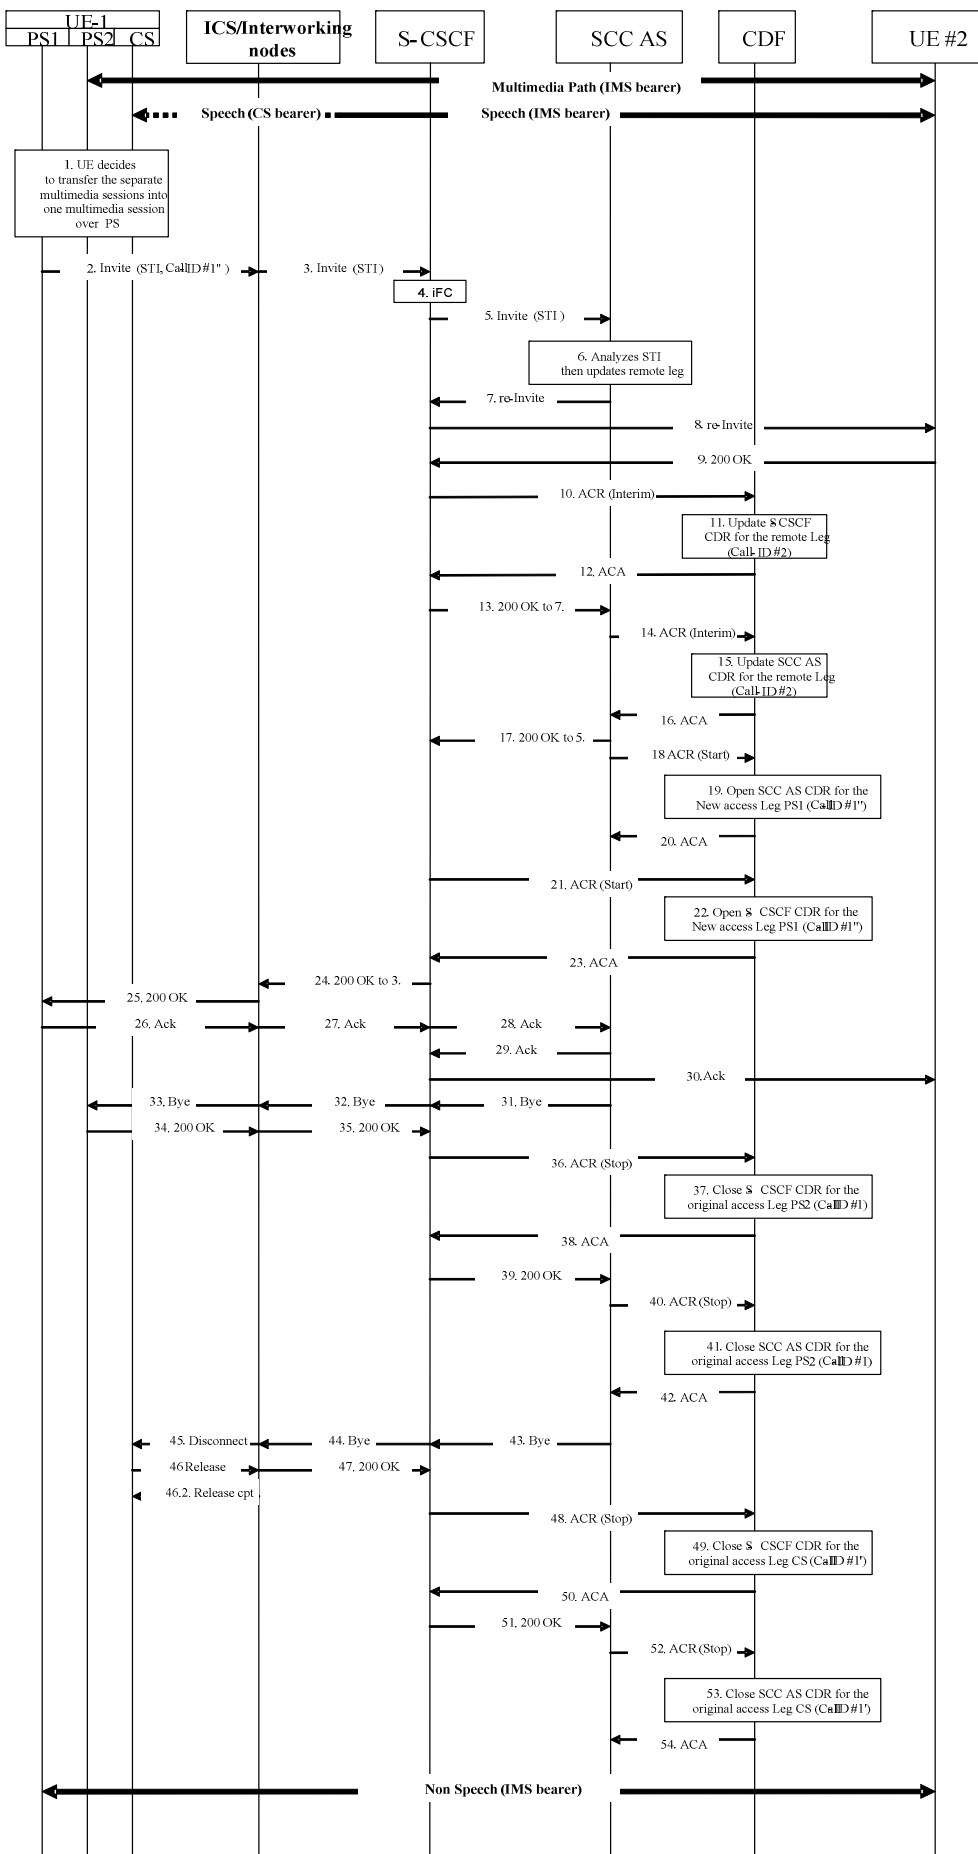 UE-1
PS1 PS2 CS
ICS/Interworking
nodes
S-CSCF
SCC AS
CDF
UE #2
Multimedia Path (IMS bearer)
Speech (CS bearer)
Speech (IMS bearer)
1. UE decides
to transfer the separate
multimedia sessions into
one multimedia session
over PS
2. Invite (STI, Call-ID #1")
3. Invite (STI)
4. iFC
5. Invite (STI)
6. Analyzes STI
then updates remote leg
7. re-Invite
8. re-Invite
9. 200 OK
10. ACR (Interim)
11. Update S-CSCF
CDR for the remote Leg
(Call-ID #2)
12. ACA
13. 200 OK to 7.
14. ACR (Interim)
15. Update SCC AS
CDR for the remote Leg
(Call-ID #2)
16. ACA
17. 200 OK to 5.
18 ACR (Start)
19. Open SCC AS CDR for the
New access Leg PS1 (Call-ID #1")
20. ACA
21. ACR (Start)
22. Open S-CSCF CDR for the
New access Leg PS1 (Call-ID #1")
23. ACA
24. 200 OK to 3.
25. 200 OK
26. Ack
27. Ack
28. Ack
29. Ack
30. Ack
33. Bye
32. Bye
31. Bye
34. 200 OK
35. 200 OK
36. ACR (Stop)
37. Close S-CSCF CDR for the
original access Leg PS2 (Call-ID #1)
38. ACA
39. 200 OK
40. ACR (Stop)
41. Close SCC AS CDR for the
original access Leg PS2 (Call-ID #1)
42. ACA
45. Disconnect
44. Bye
43. Bye
46 Release
47. 200 OK
46.2. Release cpt
48. ACR (Stop)
49. Close S-CSCF CDR for the
original access Leg CS (Call-ID #1')
50. ACA
51. 200 OK
52. ACR (Stop)
53. Close SCC AS CDR for the
original access Leg CS (Call-ID #1')
54. ACA
Non Speech (IMS bearer)